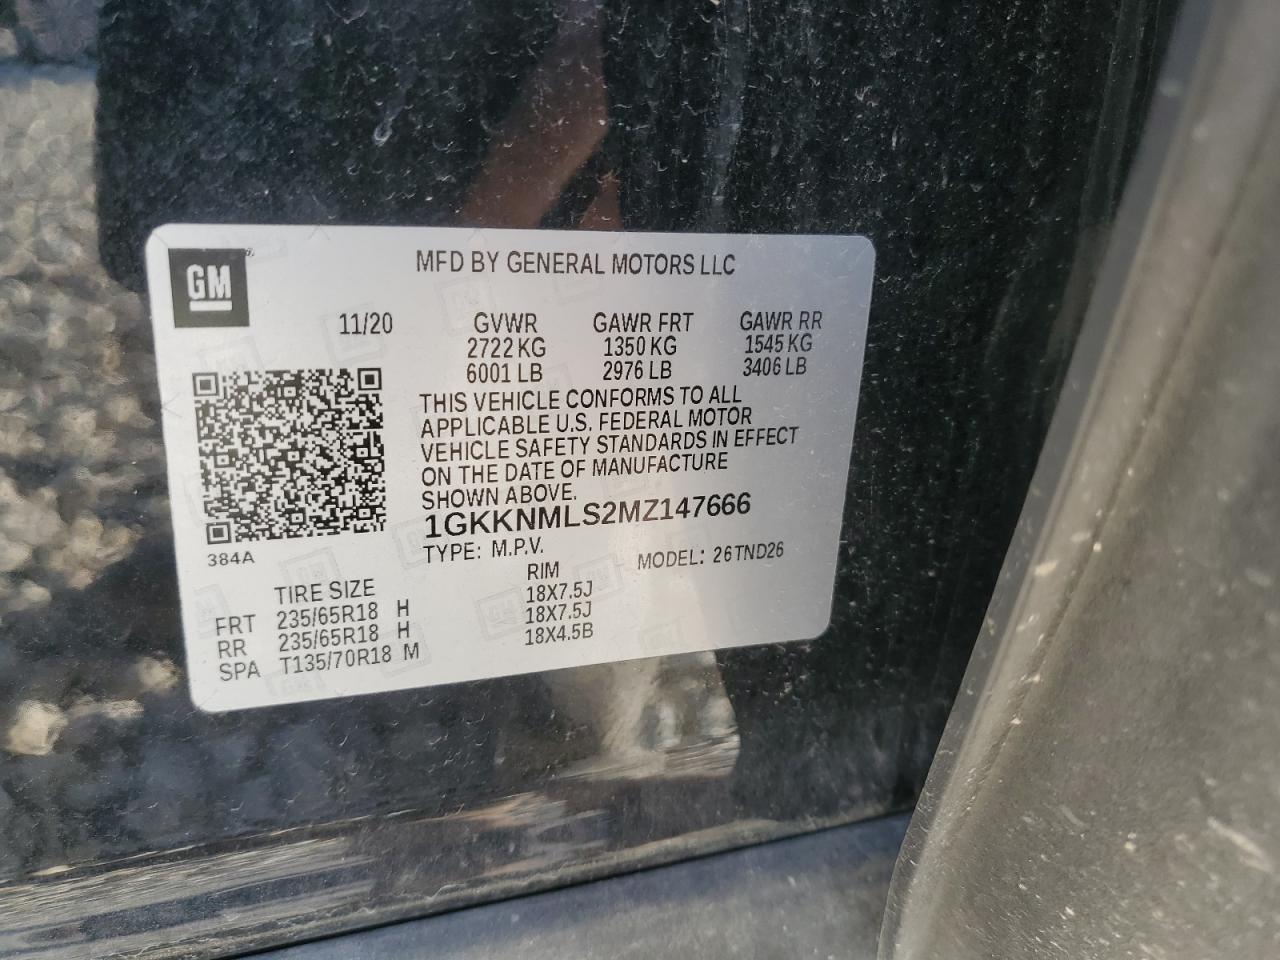 GM
MFD BY GENERAL MOTORS LLC
11/20 GVWR GAWR FRT GAWR RR
2722 KG 1350 KG 1545 KG
6001 LB 2976 LB 3406 LB
THIS VEHICLE CONFORMS TO ALL
APPLICABLE U.S. FEDERAL MOTOR
VEHICLE SAFETY STANDARDS IN EFFECT
ON THE DATE OF MANUFACTURE
SHOWN ABOVE.
1GKKNMLS2MZ147666
384A TYPE: M.P.V. MODEL: 26TND26
TIRE SIZE RIM
FRT 235/65R18 H 18X7.5J
RR 235/65R18 H 18X7.5J
SPA T135/70R18 M 18X4.5B